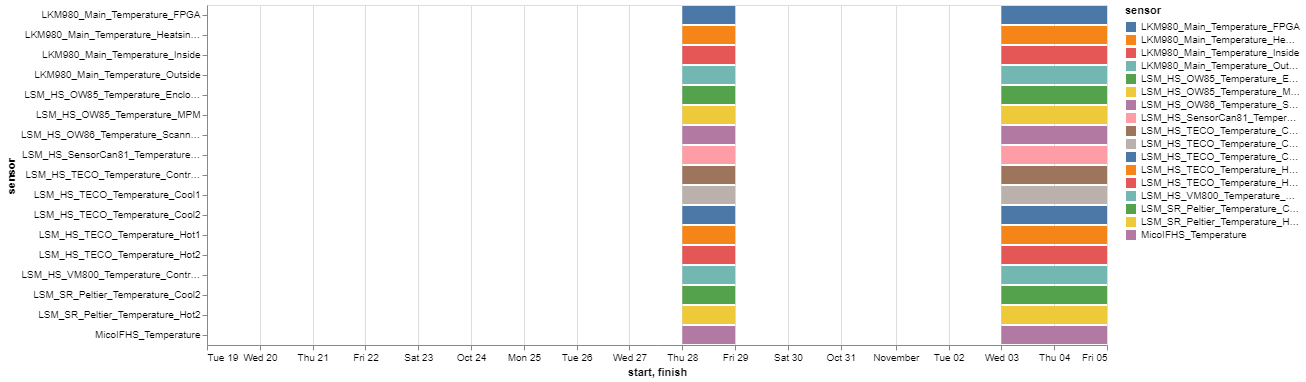 LKM980_Main_Temperature_FPGA
LKM980_Main_Temperature_Heatsin…
LKM980_Main_Temperature_Inside
LKM980_Main_Temperature_Outside
LSM_HS_OW85_Temperature_Enclo…
LSM_HS_OW85_Temperature_MPM
LSM_HS_OW86_Temperature_Scann…
LSM_HS_SensorCan81_Temperature…
LSM_HS_TECO_Temperature_Contr…
LSM_HS_TECO_Temperature_Cool1
LSM_HS_TECO_Temperature_Cool2
LSM_HS_TECO_Temperature_Hot1
LSM_HS_TECO_Temperature_Hot2
LSM_HS_VM800_Temperature_Contr…
LSM_SR_Peltier_Temperature_Cool2
LSM_SR_Peltier_Temperature_Hot2
MicoIFHS_Temperature
sensor
Tue 19 Wed 20 Thu 21 Fri 22 Sat 23 Oct 24 Mon 25 Tue 26 Wed 27 Thu 28 Fri 29 Sat 30 Oct 31 November Tue 02 Wed 03 Thu 04 Fri 05
start, finish
sensor
LKM980_Main_Temperature_FPGA
LKM980_Main_Temperature_He…
LKM980_Main_Temperature_Inside
LKM980_Main_Temperature_Out…
LSM_HS_OW85_Temperature_E…
LSM_HS_OW85_Temperature_M…
LSM_HS_OW86_Temperature_S…
LSM_HS_SensorCan81_Temper…
LSM_HS_TECO_Temperature_C…
LSM_HS_TECO_Temperature_C…
LSM_HS_TECO_Temperature_C…
LSM_HS_TECO_Temperature_H…
LSM_HS_TECO_Temperature_H…
LSM_HS_VM800_Temperature_…
LSM_SR_Peltier_Temperature_C…
LSM_SR_Peltier_Temperature_H…
MicoIFHS_Temperature